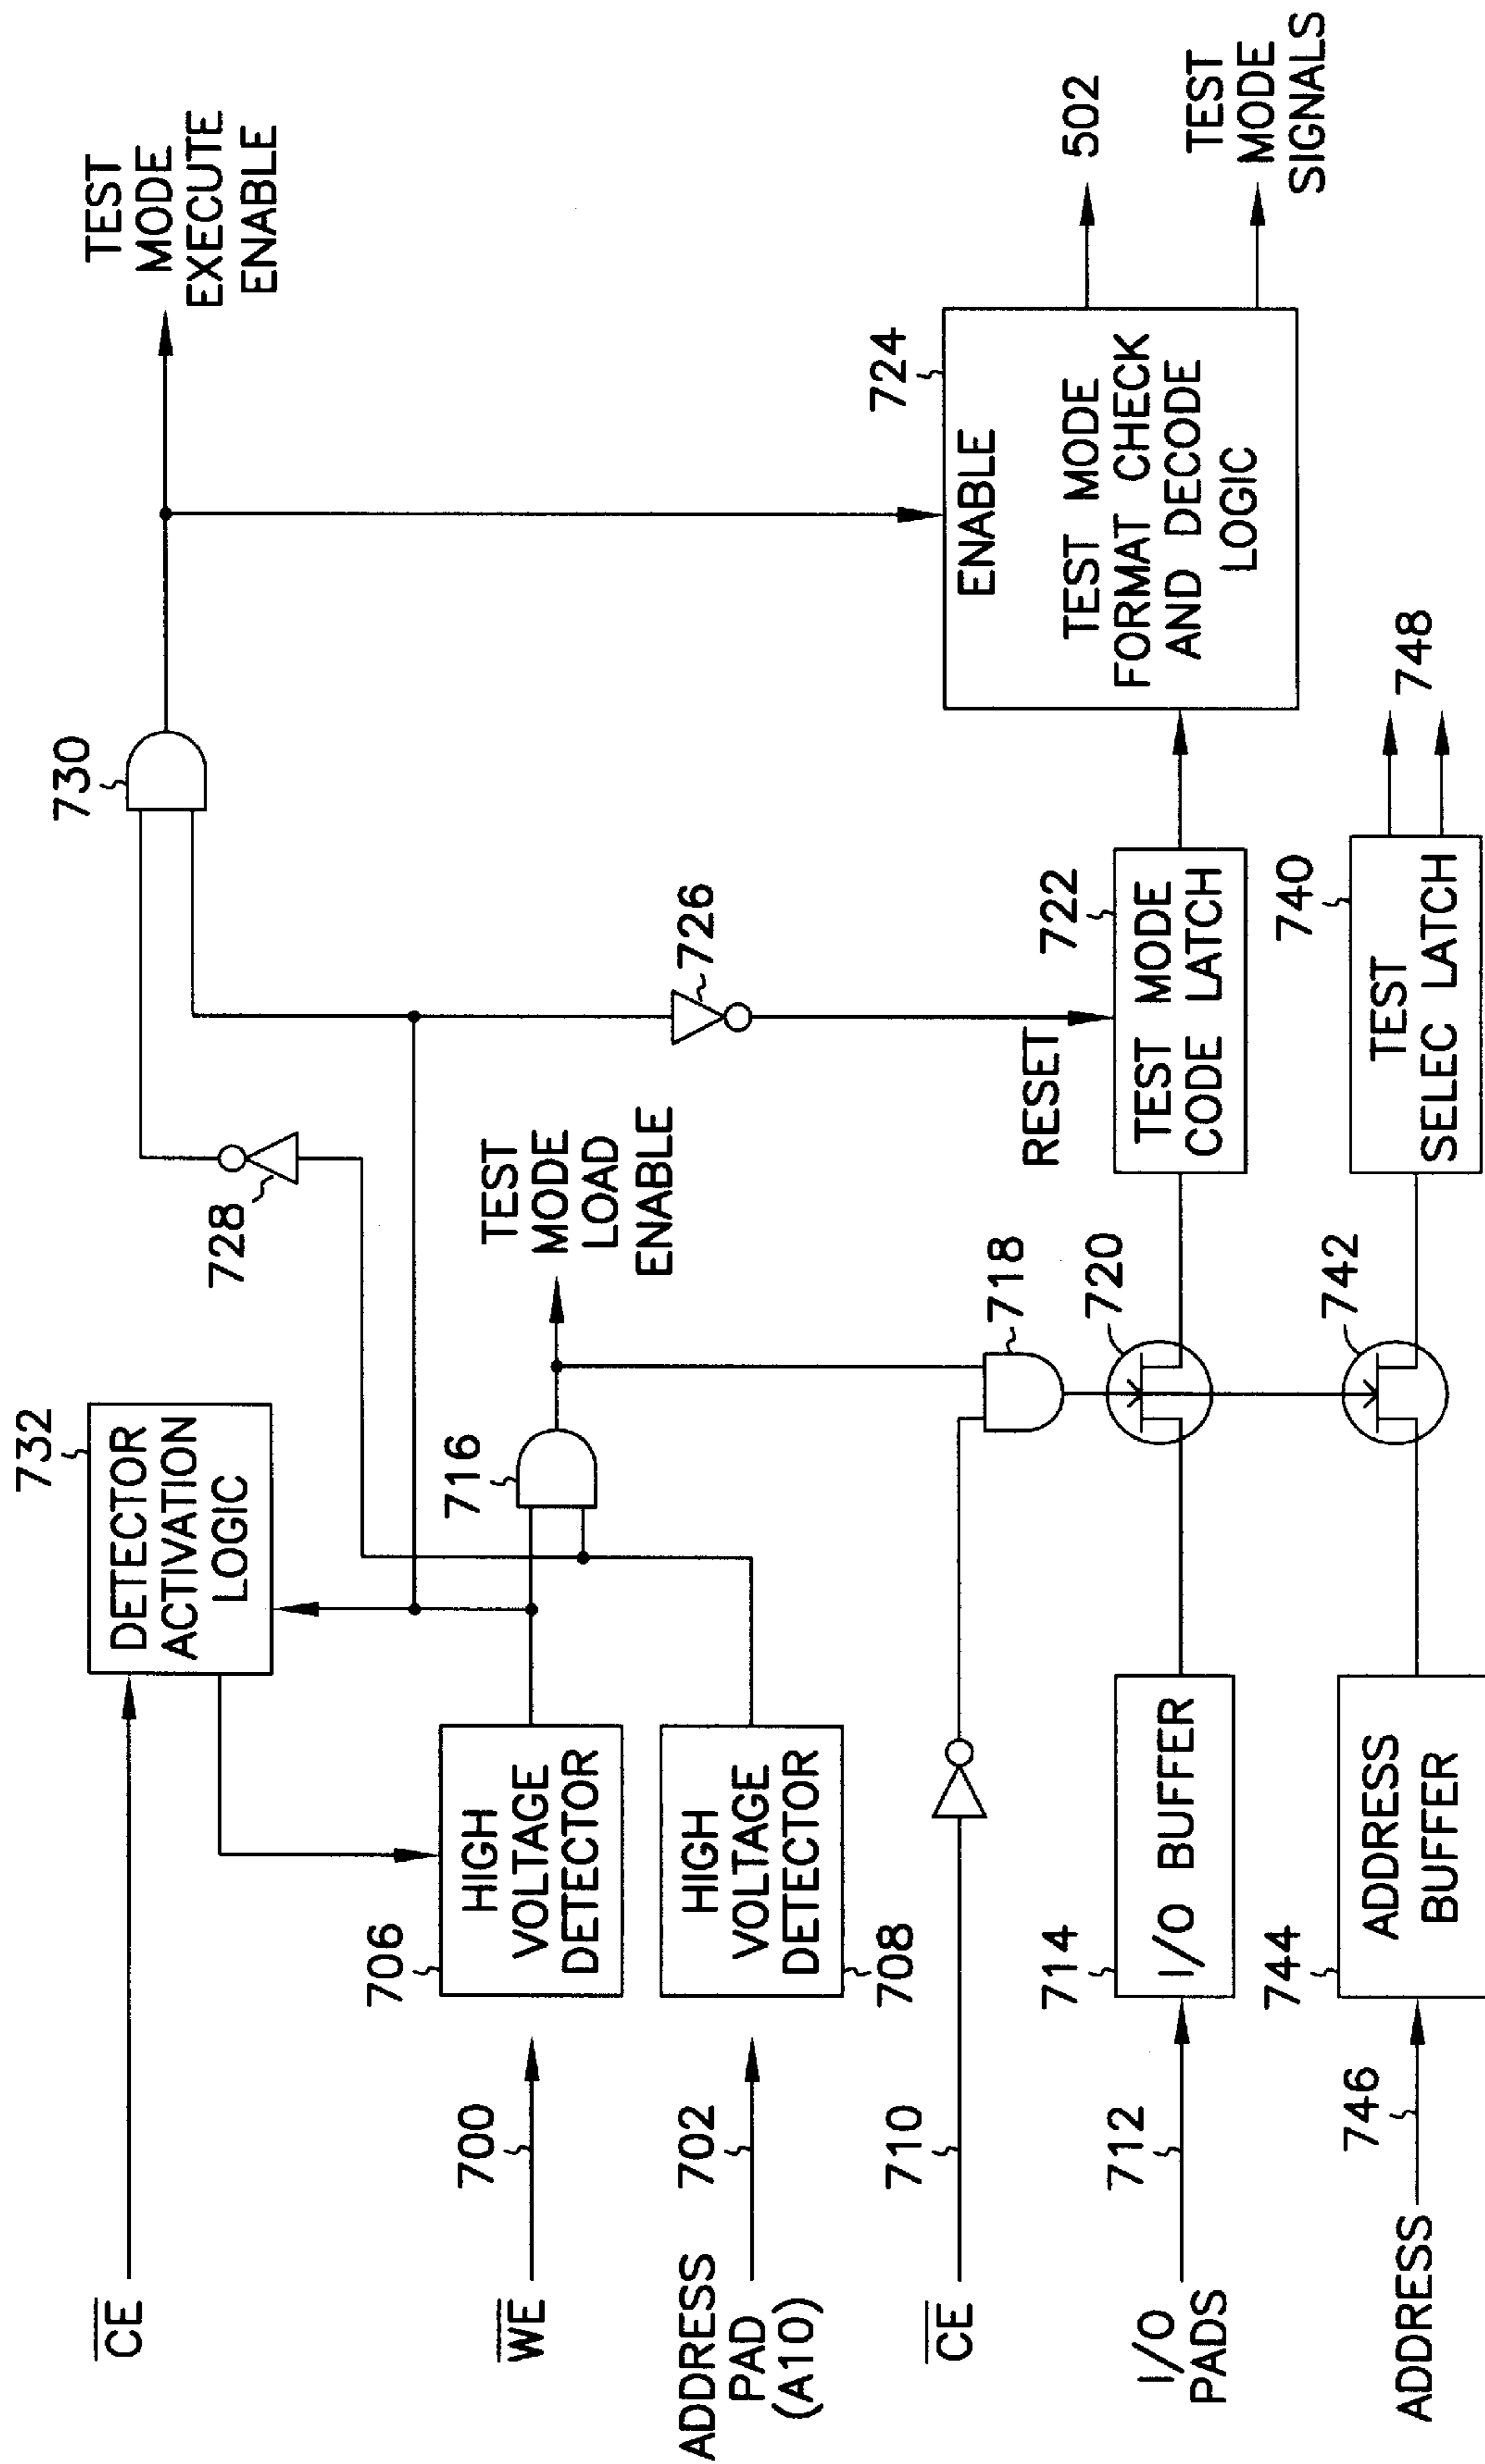 CE
WE
700
ADDRESS
PAD
(A10)
702
CE
710
I/O
PADS
712
ADDRESS
746
732
DETECTOR
ACTIVATION
LOGIC
706
HIGH
VOLTAGE
DETECTOR
HIGH
VOLTAGE
DETECTOR
708
714
I/O BUFFER
744
ADDRESS
BUFFER
716
TEST
MODE
LOAD
ENABLE
718
720
742
728
726
730
RESET
722
TEST MODE
CODE LATCH
740
TEST
SELEC LATCH
748
TEST
MODE
EXECUTE
ENABLE
724
ENABLE
TEST MODE
FORMAT CHECK
AND DECODE
LOGIC
502
TEST
MODE
SIGNALS